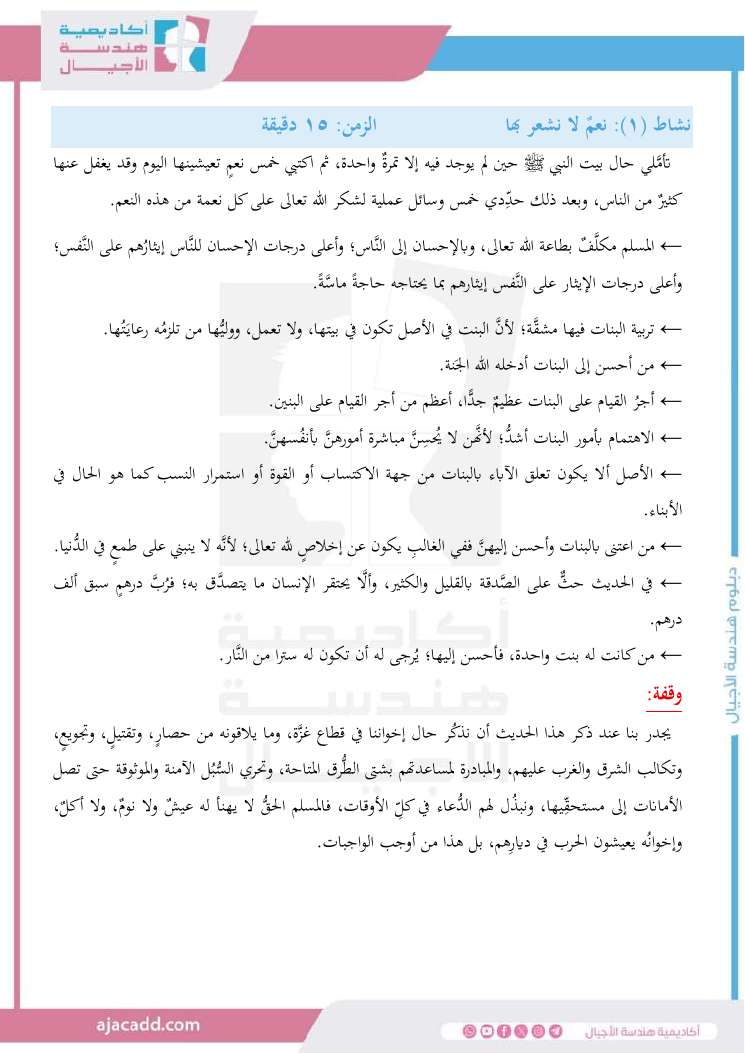 أكاديمية
هندسة
الأجيال
نشاط (١): نعمٌ لا نشعر بها الزمن: ١٥ دقيقة
تأمَّلي حال بيت النبي ﷺ حين لم يوجد فيه إلا تمرةٌ واحدة، ثم اكتبي خمس نعمٍ تعيشينها اليوم وقد يغفل عنها
كثيرٌ من الناس، وبعد ذلك حدِّدي خمس وسائل عملية لشكر الله تعالى على كل نعمة من هذه النعم.
← المسلم مكلَّفٌ بطاعة الله تعالى، وبالإحسان إلى النَّاس؛ وأعلى درجات الإحسان للنَّاس إيثارُهم على النَّفس؛
وأعلى درجات الإيثار على النَّفس إيثارهم بما يحتاجه حاجةً ماسَّةً.
← تربية البنات فيها مشقَّة؛ لأنَّ البنت في الأصل تكون في بيتها، ولا تعمل، ووليُّها من تلزمُه رعايَتُها.
← من أحسن إلى البنات أدخله الله الجَنة.
← أجرُ القيام على البنات عظيمٌ جدًّا، أعظم من أجر القيام على البنين.
← الاهتمام بأمور البنات أشدُّ؛ لأنَّهن لا يُحسِنَّ مباشرة أمورهنَّ بأنفُسهنَّ.
← الأصل ألا يكون تعلق الآباء بالبنات من جهة الاكتساب أو القوة أو استمرار النسب كما هو الحال في
الأبناء.
← من اعتنى بالبنات وأحسن إليهنَّ ففي الغالبِ يكون عن إخلاصٍ لله تعالى؛ لأنَّه لا ينبني على طمعٍ في الدُّنيا.
← في الحديث حثٌّ على الصَّدقة بالقليل والكثير، وألَّا يحتقر الإنسان ما يتصدَّق به؛ فرُبَّ درهمٍ سبق ألف
درهم.
← من كانت له بنت واحدة، فأحسن إليها؛ يُرجى له أن تكون له سترا من النَّار.
وقفة:
يجدر بنا عند ذكر هذا الحديث أن نذكُر حال إخواننا في قطاع غزَّة، وما يلاقونه من حصارٍ، وتقتيلٍ، وتجويعٍ،
وتكالب الشرق والغرب عليهم، والمبادرة لمساعدتهم بشتى الطُّرق المتاحة، وتحري السُّبُل الآمنة والموثوقة حتى تصل
الأمانات إلى مستحقِّيها، ونبذُل لهم الدُّعاء في كلِّ الأوقات، فالمسلم الحقُّ لا يهنأ له عيشٌ ولا نومٌ، ولا أكلٌ،
وإخوانُه يعيشون الحرب في ديارِهم، بل هذا من أوجب الواجبات.
أكاديمية
هندسة
الأجيال
دبلوم هندسة الأجيال
ajacadd.com
أكاديمية هندسة الأجيال